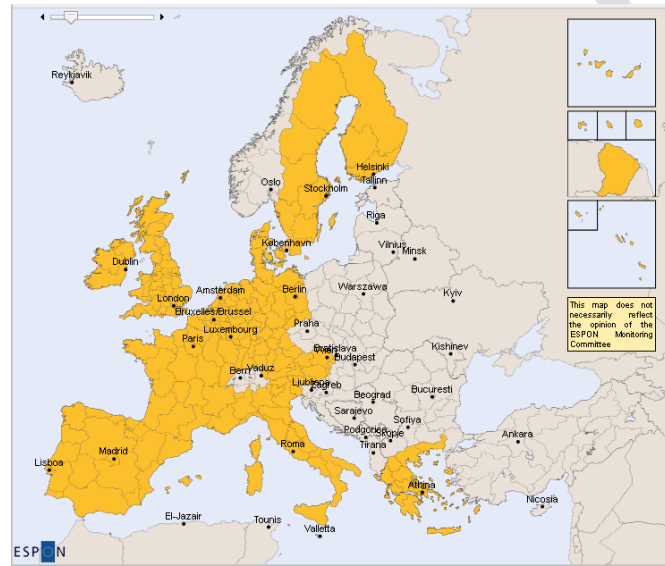 Reykjavik
Oslo
Helsinki
Tallinn
Stockholm
Riga
København
Vilnius
Minsk
Dublin
Amsterdam
Berlin
Warszawa
London
Kyiv
Bruxelles/Brussel
Praha
Luxembourg
Paris
Bratislava
Wien
Budapest
Kishinev
Bern
Vaduz
Ljubljana
Zagreb
Beograd
Bucuresti
Sarajevo
Sofiya
Podgorica
Skopje
Tirana
Ankara
Roma
Madrid
Lisboa
Athina
Nicosia
El-Jazair
Tounis
Valletta
This map does not
necessarily reflect
the opinion of the
ESPON Monitoring
Committee
ESPON